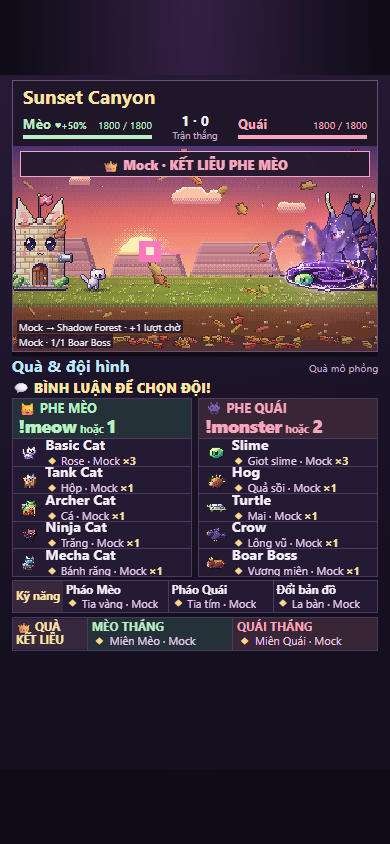 Sunset Canyon
Mèo ♥+50% 1800 / 1800
1 · 0
Trận thắng
Quái 1800 / 1800
Mock · KẾT LIỄU PHE MÈO
Mock → Shadow Forest · +1 lượt chờ
Mock · 1/1 Boar Boss
Quà & đội hình
Quà mô phỏng
BÌNH LUẬN ĐỂ CHỌN ĐỘI!
PHE MÈO
!meow hoặc 1
Basic Cat
Rose · Mock ×3
Tank Cat
Hộp · Mock ×1
Archer Cat
Cá · Mock ×1
Ninja Cat
Trăng · Mock ×1
Mecha Cat
Bánh răng · Mock ×1
PHE QUÁI
!monster hoặc 2
Slime
Giọt slime · Mock ×3
Hog
Quả sồi · Mock ×1
Turtle
Mai · Mock ×1
Crow
Lông vũ · Mock ×1
Boar Boss
Vương miện · Mock ×1
Kỹ năng
Pháo Mèo
Tia vàng · Mock
Pháo Quái
Tia tím · Mock
Đổi bản đồ
La bàn · Mock
QUÀ
KẾT LIỄU
MÈO THẮNG
Miên Mèo · Mock
QUÁI THẮNG
Miên Quái · Mock